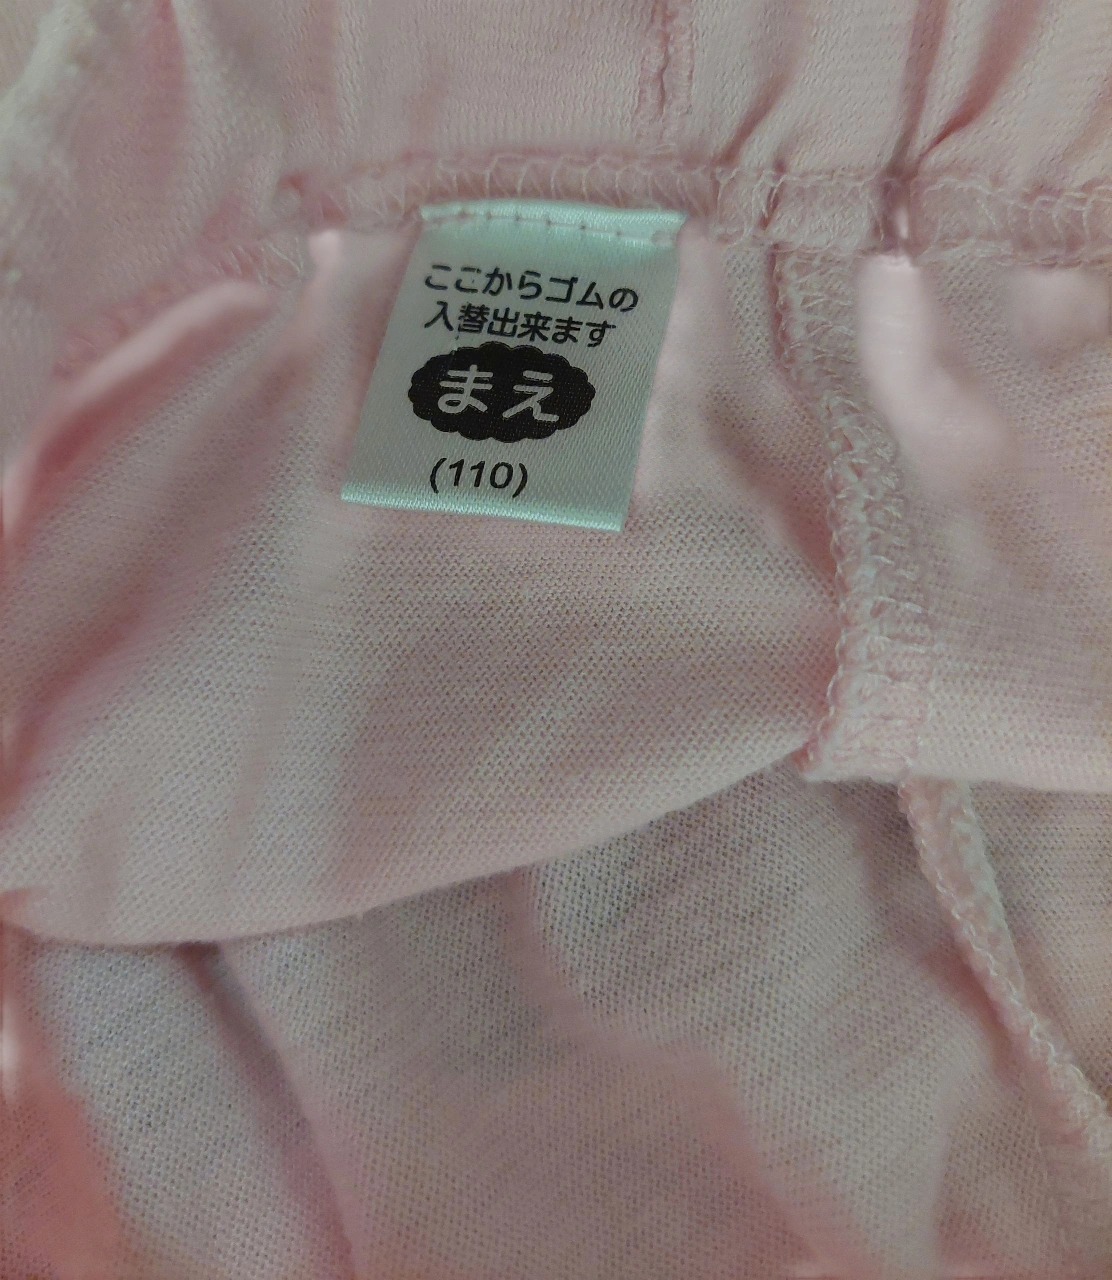 ここからゴムの
入替出来ます
まえ
(110)